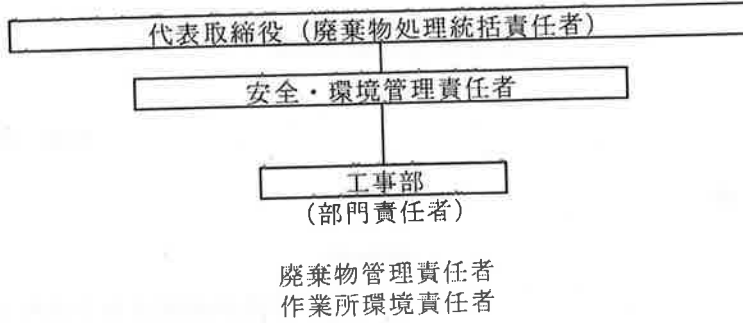 代表取締役（廃棄物処理統括責任者）
安全・環境管理責任者
工事部
（部門責任者）
廃棄物管理責任者
作業所環境責任者